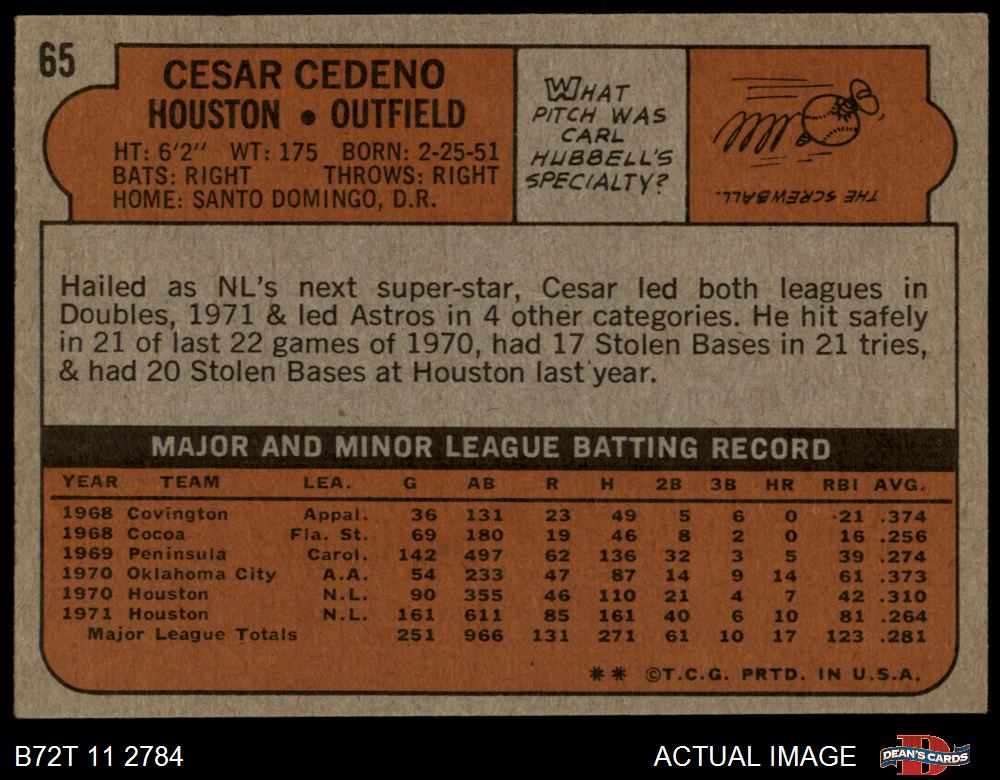 65
CESAR CEDENO
HOUSTON • OUTFIELD
HT: 6'2" WT: 175 BORN: 2-25-51
BATS: RIGHT THROWS: RIGHT
HOME: SANTO DOMINGO, D.R.
WHAT
PITCH WAS
CARL
HUBBELL'S
SPECIALTY?
THE SCREWBALL.
Hailed as NL's next super-star, Cesar led both leagues in
Doubles, 1971 & led Astros in 4 other categories. He hit safely
in 21 of last 22 games of 1970, had 17 Stolen Bases in 21 tries,
& had 20 Stolen Bases at Houston last year.
MAJOR AND MINOR LEAGUE BATTING RECORD
YEAR TEAM LEA. G AB R H 2B 3B HR RBI AVG.
1968 Covington Appal. 36 131 23 49 5 6 0 21 .374
1968 Cocoa Fla. St. 69 180 19 46 8 2 0 16 .256
1969 Peninsula Carol. 142 497 62 136 32 3 5 39 .274
1970 Oklahoma City A.A. 54 233 47 87 14 9 14 61 .373
1970 Houston N.L. 90 355 46 110 21 4 7 42 .310
1971 Houston N.L. 161 611 85 161 40 6 10 81 .264
Major League Totals 251 966 131 271 61 10 17 123 .281
** ©T.C.G. PRTD. IN U.S.A.
B72T 11 2784
ACTUAL IMAGE
DEAN'S CARDS